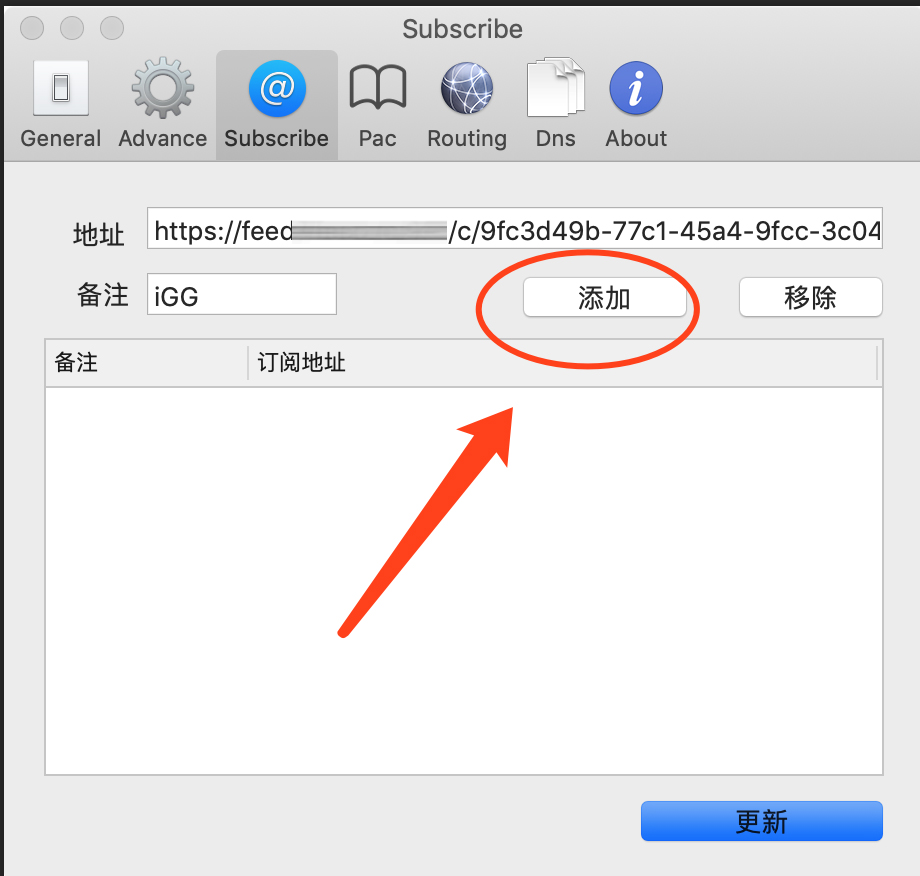 Subscribe
General Advance Subscribe Pac Routing Dns About
地址 https://feed /c/9fc3d49b-77c1-45a4-9fcc-3c04
备注 iGG 添加 移除
备注 订阅地址
更新